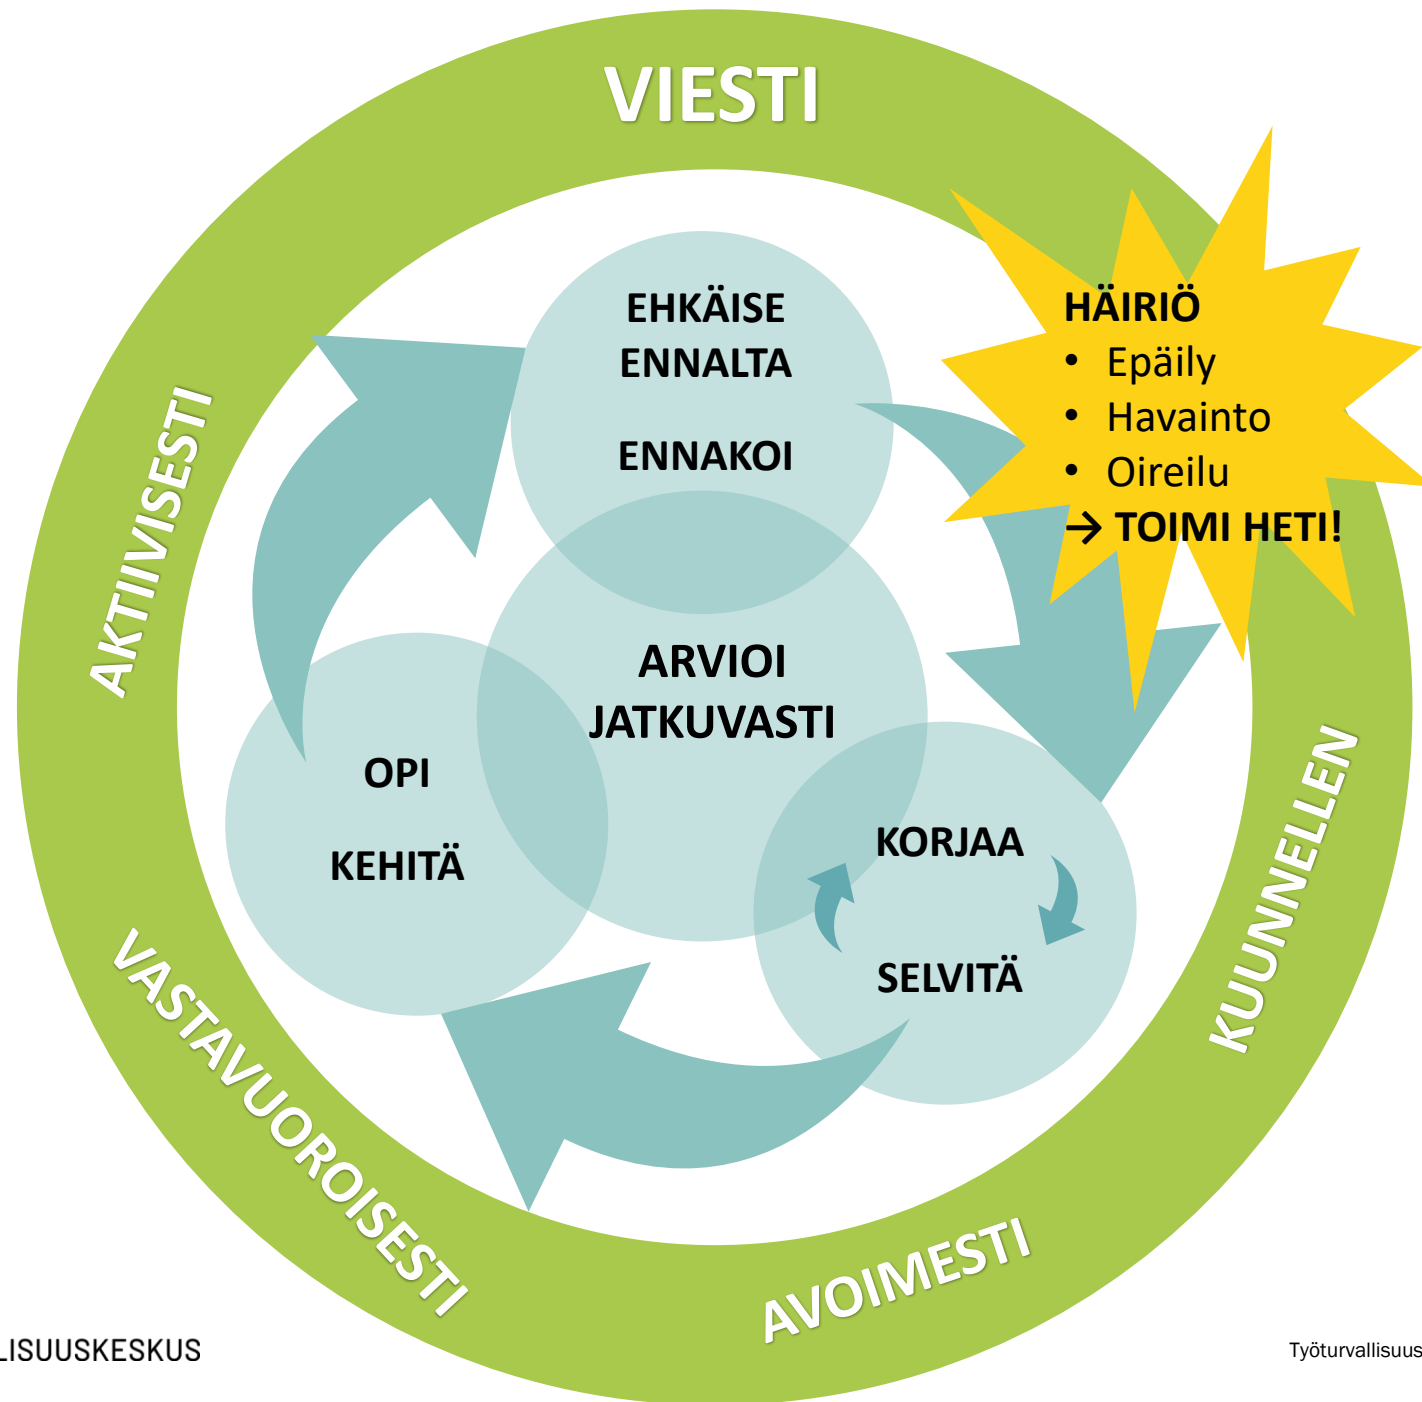 VIESTI
HÄIRIÖ
• Epäily
• Havainto
• Oireilu
→ TOIMI HETI!
EHKÄISE
ENNALTA
ENNAKOI
ARVIOI
JATKUVASTI
OPI
KEHITÄ
KORJAA
SELVITÄ
AKTIIVISESTI
KUUNNELLEN
VASTAVUOROISESTI
AVOIMESTI
LISUUSKESKUS
Työturvallisuus